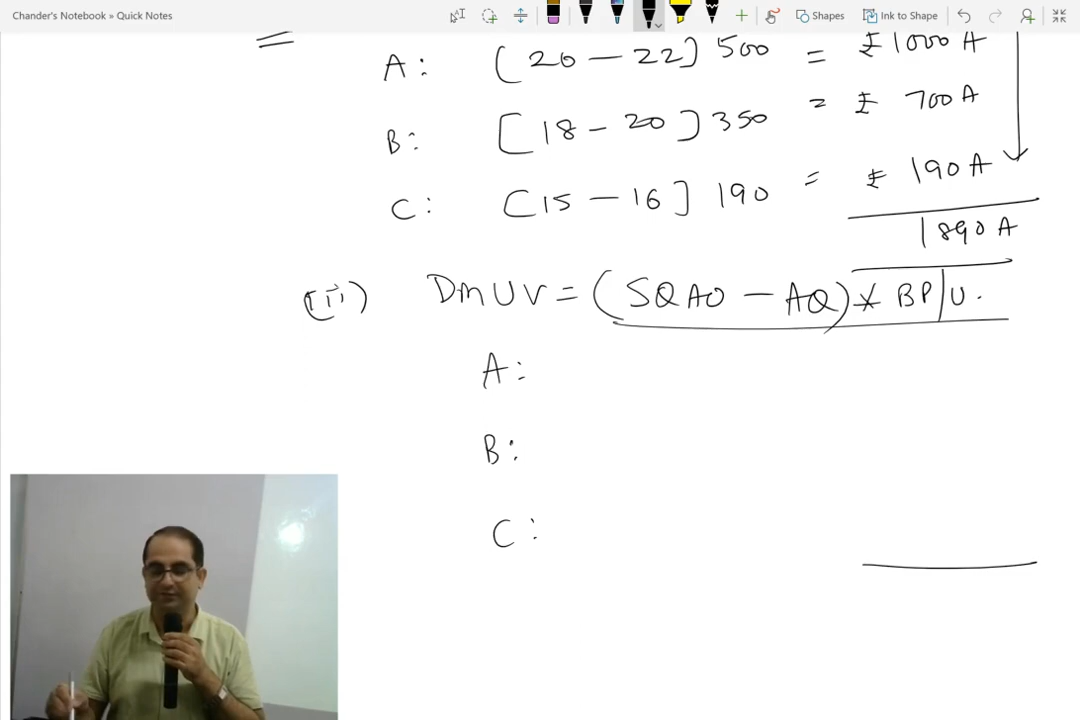 Chander's Notebook » Quick Notes
Shapes
Ink to Shape
A: (20 - 22] 500 = ₹ 1000 A
B: [18 - 20] 350 = ₹ 700 A
C: [15 - 16] 190 = ₹ 190 A
1890 A
(ii) DMUV = (SQAO - AQ) * BP/U.
A:
B:
C: